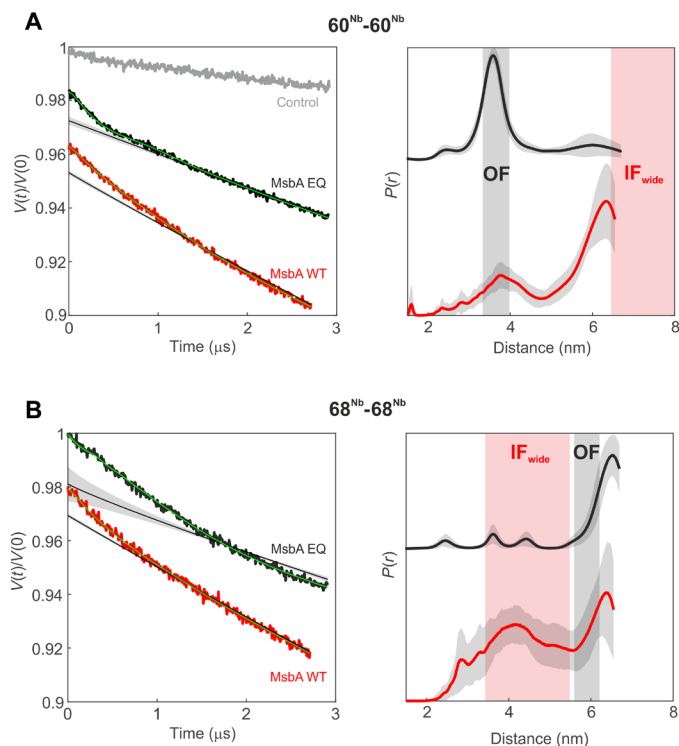 A
60^Nb-60^Nb
1
0.98
0.96
0.94
0.92
0.9
V(t)/V(0)
Control
MsbA EQ
MsbA WT
0 1 2 3
Time (μs)
P(r)
OF
IF_wide
2 4 6 8
Distance (nm)
B
68^Nb-68^Nb
1
0.98
0.96
0.94
0.92
0.9
V(t)/V(0)
MsbA EQ
MsbA WT
0 1 2 3
Time (μs)
P(r)
IF_wide OF
2 4 6 8
Distance (nm)